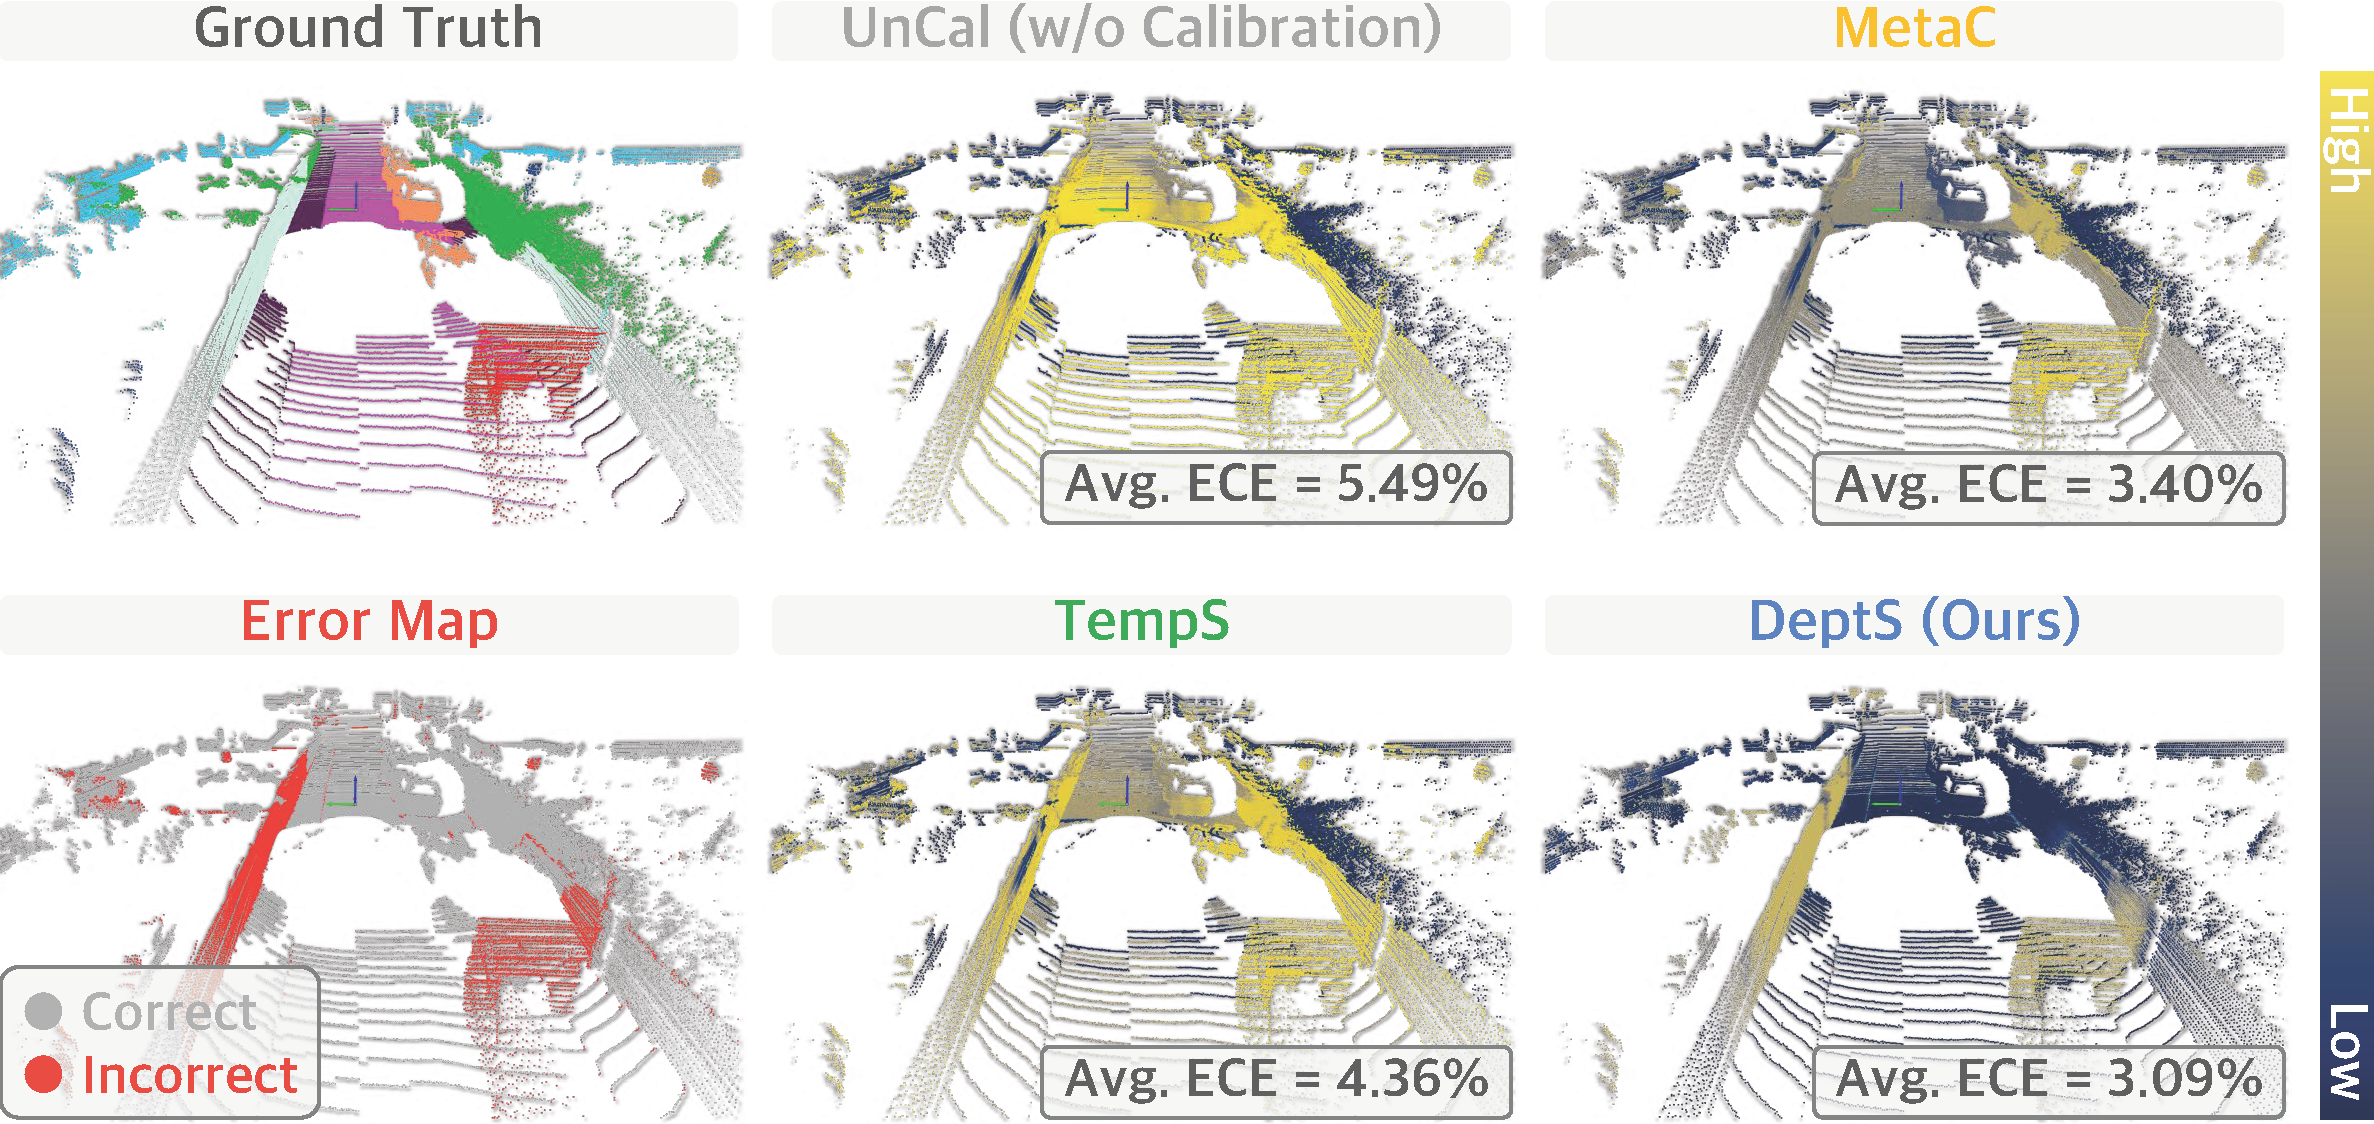 Ground Truth
UnCal (w/o Calibration)
MetaC
High
Avg. ECE = 5.49%
Avg. ECE = 3.40%
Error Map
TempS
DeptS (Ours)
Correct
Incorrect
Avg. ECE = 4.36%
Avg. ECE = 3.09%
Low